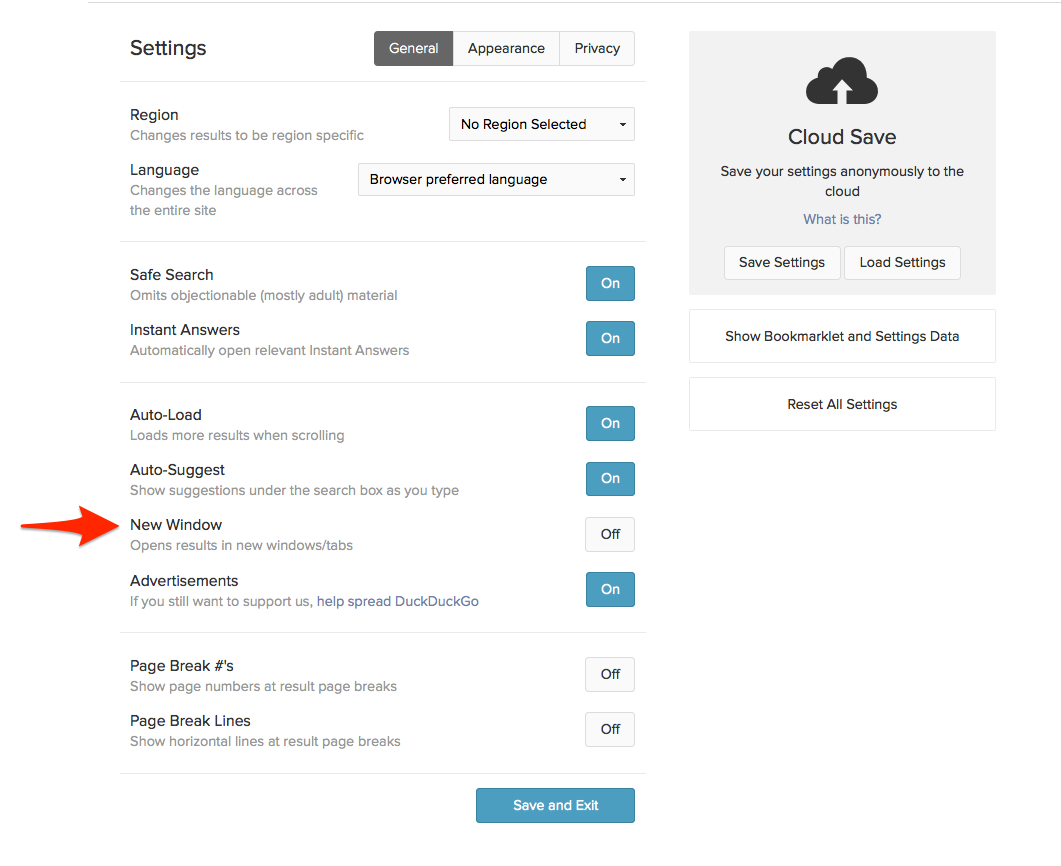 Settings
General
Appearance
Privacy
Region
Changes results to be region specific
No Region Selected
Language
Changes the language across
the entire site
Browser preferred language
Safe Search
Omits objectionable (mostly adult) material
On
Instant Answers
Automatically open relevant Instant Answers
On
Auto-Load
Loads more results when scrolling
On
Auto-Suggest
Show suggestions under the search box as you type
On
New Window
Opens results in new windows/tabs
Off
Advertisements
If you still want to support us, help spread DuckDuckGo
On
Page Break #'s
Show page numbers at result page breaks
Off
Page Break Lines
Show horizontal lines at result page breaks
Off
Save and Exit
Cloud Save
Save your settings anonymously to the
cloud
What is this?
Save Settings
Load Settings
Show Bookmarklet and Settings Data
Reset All Settings